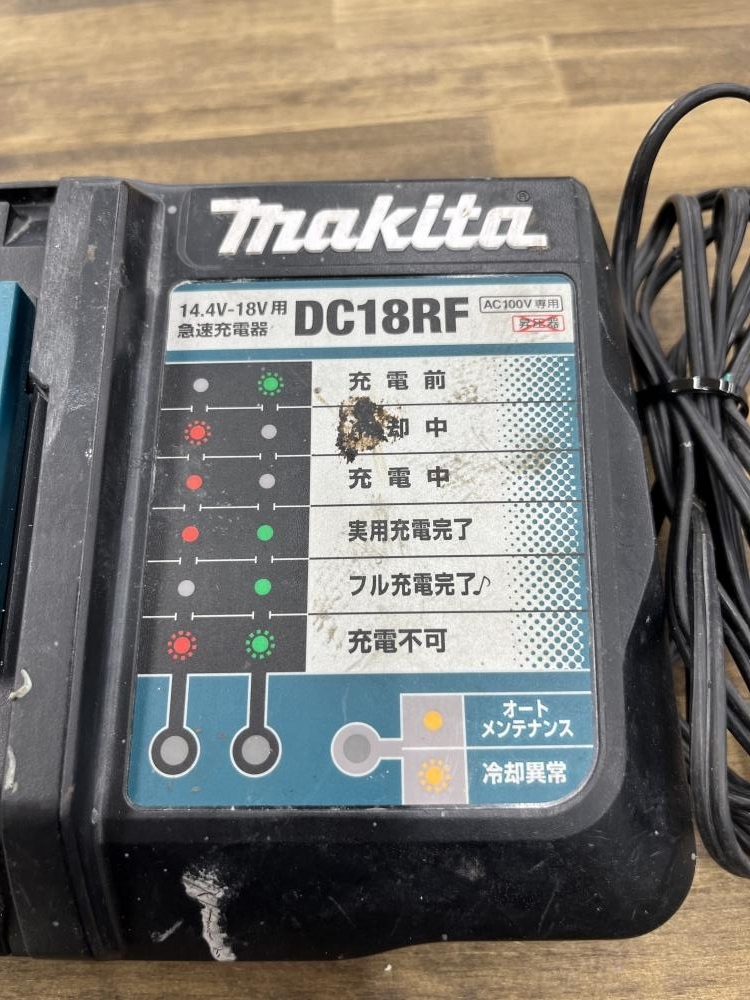 makita®
14.4V-18V用
急速充電器
DC18RF
AC100V専用
昇圧器
充電前
却中
充電中
実用充電完了
フル充電完了♪
充電不可
オート
メンテナンス
冷却異常